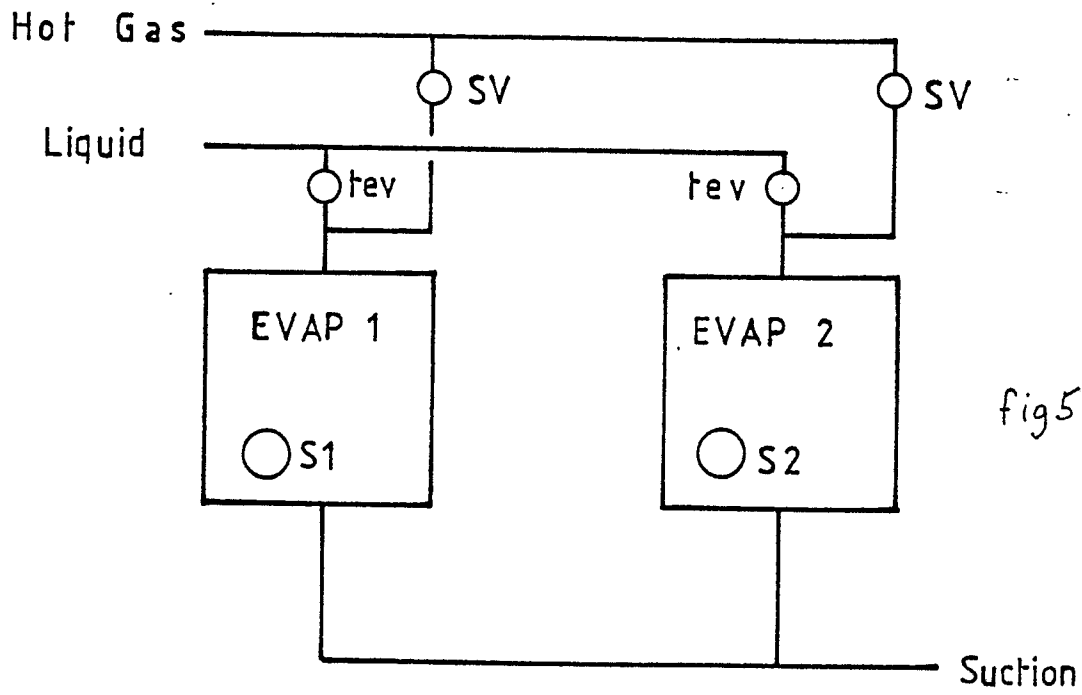 Hot Gas
SV
SV
Liquid
tev
tev
EVAP 1
EVAP 2
fig5
S1
S2
Suction